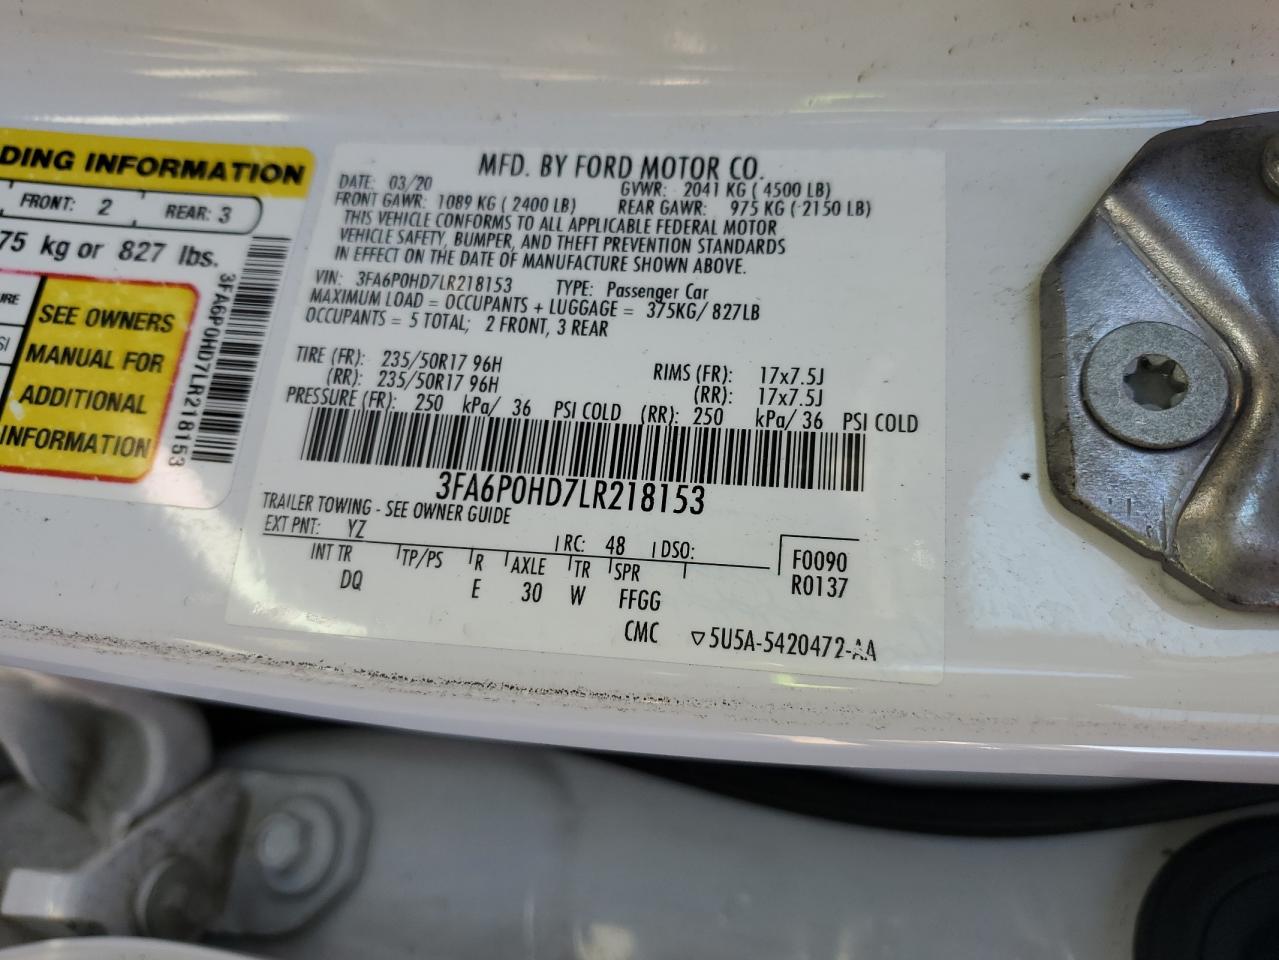 DING INFORMATION
FRONT: 2 REAR: 3
75 kg or 827 lbs.
SEE OWNERS
MANUAL FOR
ADDITIONAL
INFORMATION
3FA6P0HD7LR218153
MFD. BY FORD MOTOR CO.
DATE: 03/20 GVWR: 2041 KG ( 4500 LB)
FRONT GAWR: 1089 KG ( 2400 LB) REAR GAWR: 975 KG ( 2150 LB)
THIS VEHICLE CONFORMS TO ALL APPLICABLE FEDERAL MOTOR
VEHICLE SAFETY, BUMPER, AND THEFT PREVENTION STANDARDS
IN EFFECT ON THE DATE OF MANUFACTURE SHOWN ABOVE.
VIN: 3FA6P0HD7LR218153 TYPE: Passenger Car
MAXIMUM LOAD = OCCUPANTS + LUGGAGE = 375KG/ 827LB
OCCUPANTS = 5 TOTAL; 2 FRONT, 3 REAR
TIRE (FR): 235/50R17 96H RIMS (FR): 17x7.5J
(RR): 235/50R17 96H (RR): 17x7.5J
PRESSURE (FR): 250 kPa/ 36 PSI COLD (RR): 250 kPa/ 36 PSI COLD
3FA6P0HD7LR218153
TRAILER TOWING - SEE OWNER GUIDE
EXT PNT: YZ RC: 48 DSO: F0090
INT TR TP/PS R AXLE TR SPR R0137
DQ E 30 W FFGG
CMC ▽5U5A-5420472-AA